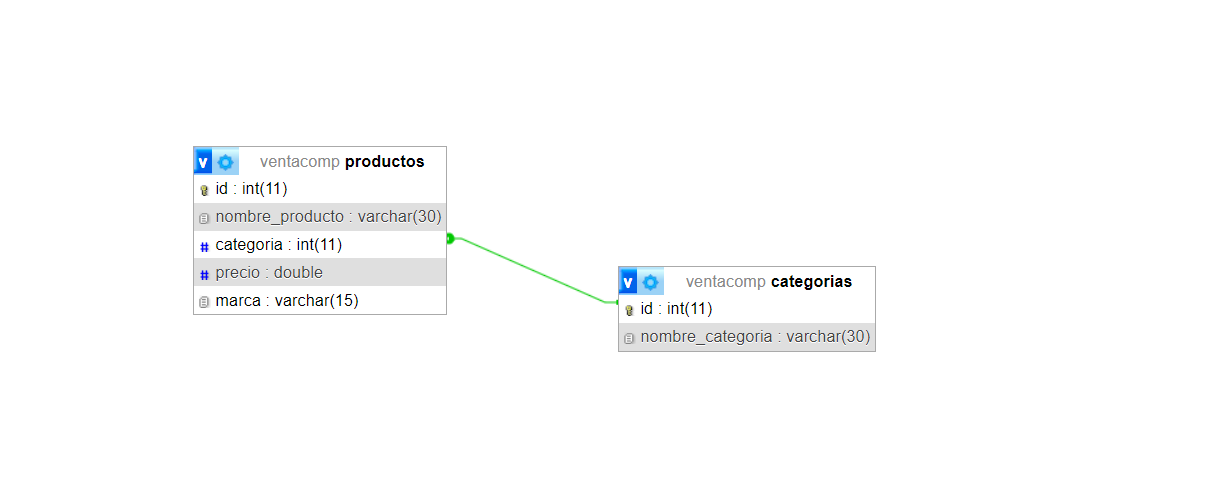 v ventacomp productos
id : int(11)
nombre_producto : varchar(30)
# categoria : int(11)
# precio : double
marca : varchar(15)
v ventacomp categorias
id : int(11)
nombre_categoria : varchar(30)